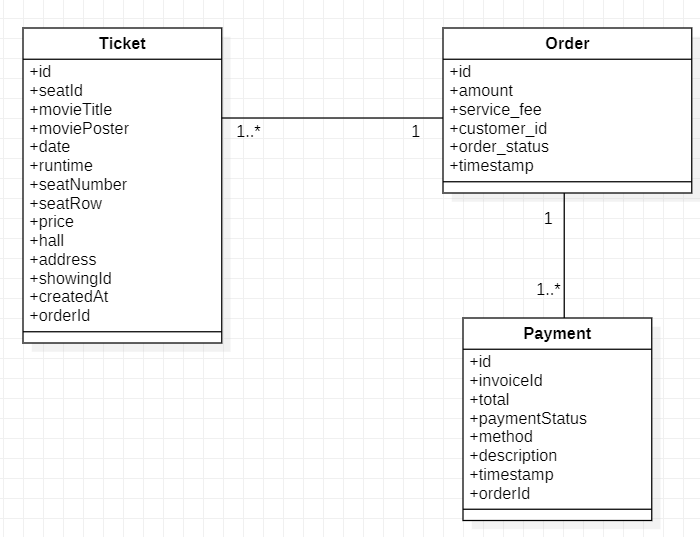 Ticket
+id
+seatId
+movieTitle
+moviePoster
+date
+runtime
+seatNumber
+seatRow
+price
+hall
+address
+showingId
+createdAt
+orderId
1..*
1
Order
+id
+amount
+service_fee
+customer_id
+order_status
+timestamp
1
1..*
Payment
+id
+invoiceId
+total
+paymentStatus
+method
+description
+timestamp
+orderId